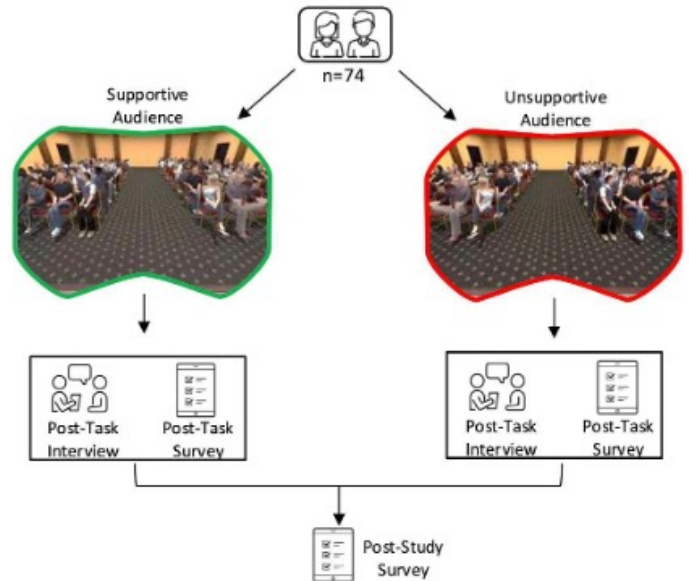 n=74
Supportive
Audience
Unsupportive
Audience
Post-Task
Interview
Post-Task
Survey
Post-Task
Interview
Post-Task
Survey
Post-Study
Survey